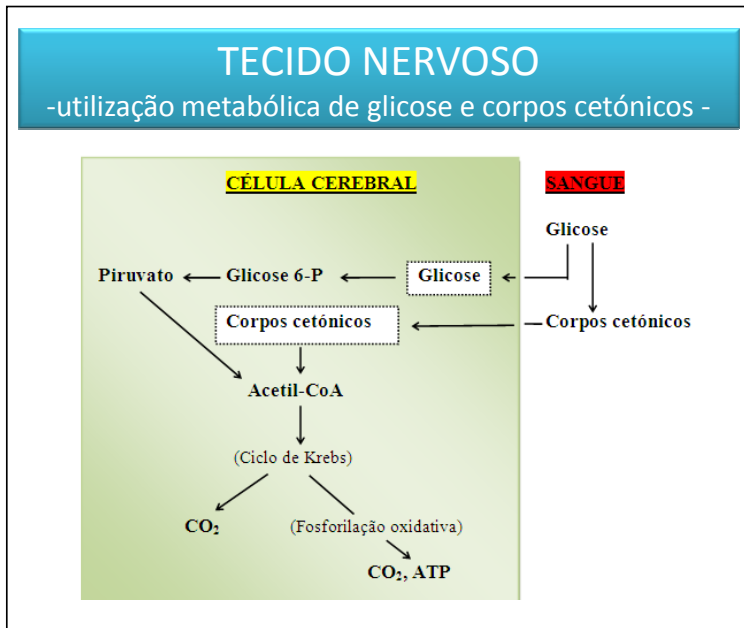 TECIDO NERVOSO
-utilização metabólica de glicose e corpos cetónicos -
CÉLULA CEREBRAL
SANGUE
Glicose
Piruvato
Glicose 6-P
Glicose
Corpos cetónicos
Corpos cetónicos
Acetil-CoA
(Ciclo de Krebs)
CO₂
(Fosforilação oxidativa)
CO₂, ATP